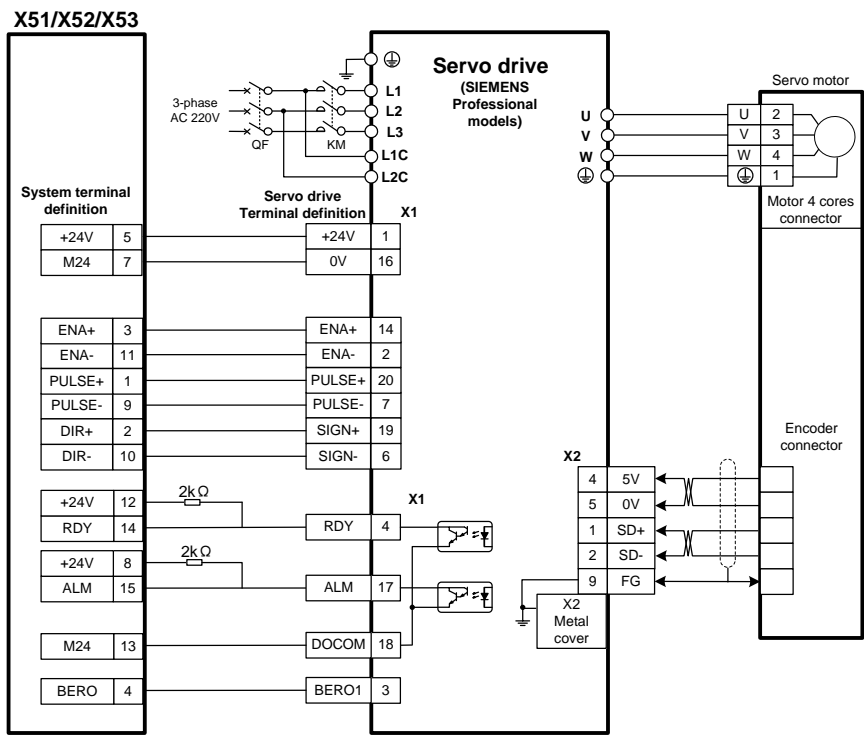 X51/X52/X53
Servo drive
(SIEMENS
Professional
models)
3-phase
AC 220V
QF
KM
L1
L2
L3
L1C
L2C
U
V
W
Servo motor
U 2
V 3
W 4
1
Motor 4 cores
connector
System terminal
definition
Servo drive
Terminal definition
X1
+24V 5
+24V 1
M24 7
0V 16
ENA+ 3
ENA+ 14
ENA- 11
ENA- 2
PULSE+ 1
PULSE+ 20
PULSE- 9
PULSE- 7
DIR+ 2
SIGN+ 19
DIR- 10
SIGN- 6
Encoder
connector
X2
4 5V
5 0V
1 SD+
2 SD-
9 FG
X2
Metal
cover
X1
+24V 12
2kΩ
RDY 14
RDY 4
+24V 8
2kΩ
ALM 15
ALM 17
M24 13
DOCOM 18
BERO 4
BERO1 3